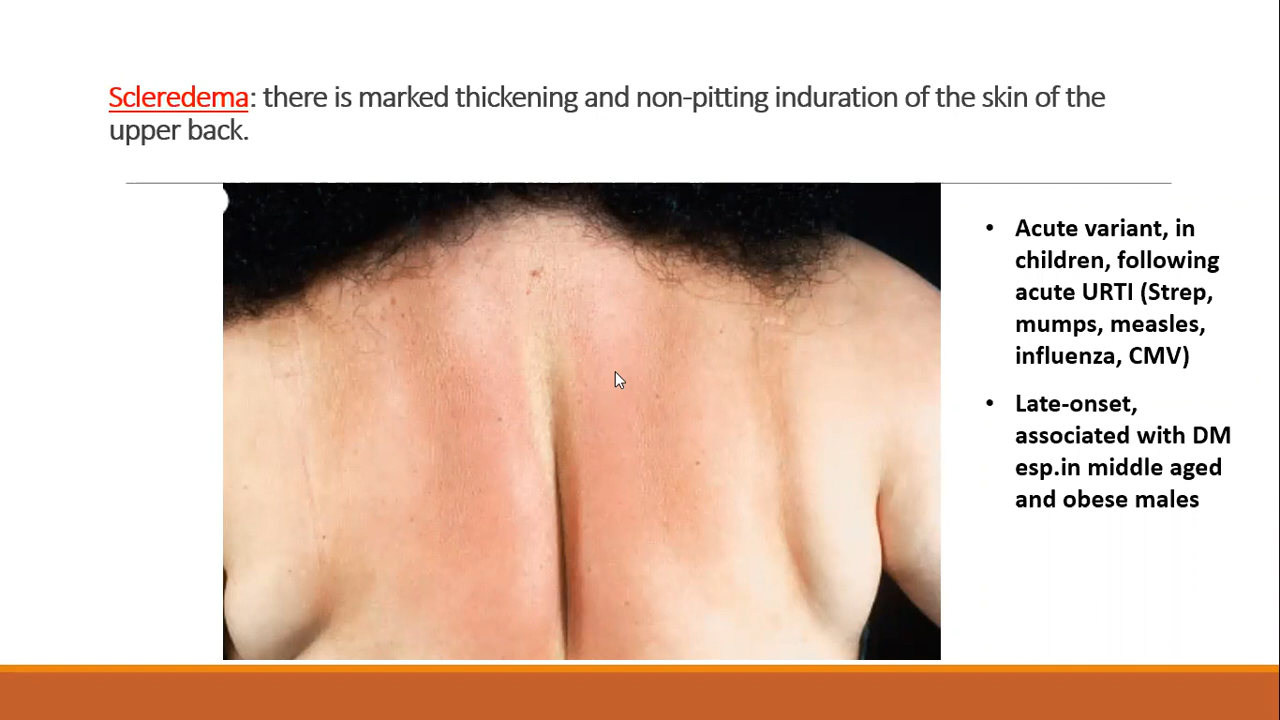 Scleredema: there is marked thickening and non-pitting induration of the skin of the
upper back.
• Acute variant, in
children, following
acute URTI (Strep,
mumps, measles,
influenza, CMV)
• Late-onset,
associated with DM
esp.in middle aged
and obese males